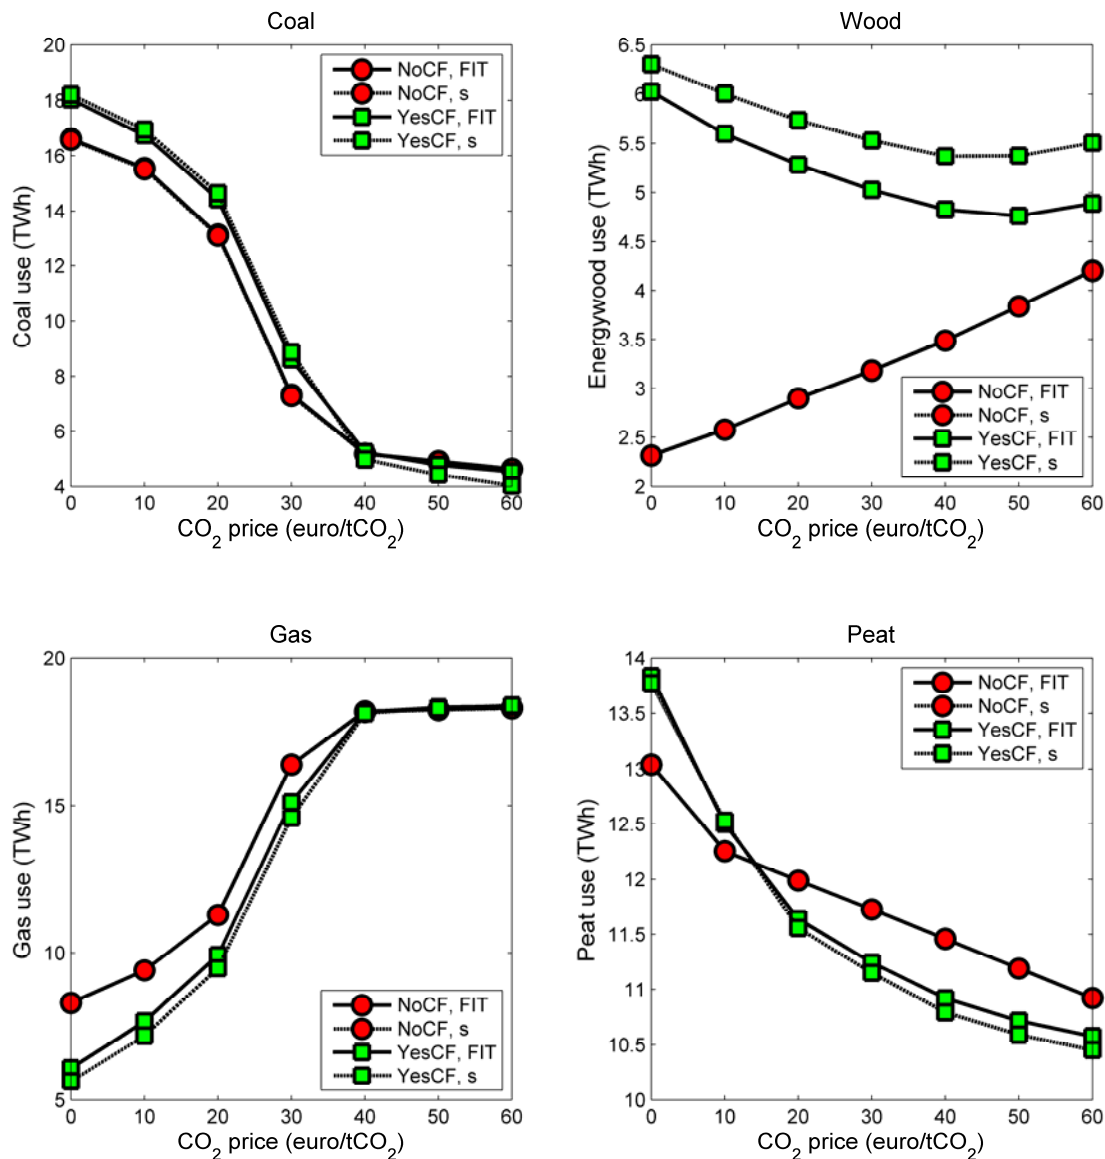 Coal
20
18
16
14
12
10
8
6
4
0 10 20 30 40 50 60
Coal use (TWh)
CO2 price (euro/tCO2)
NoCF, FIT
NoCF, s
YesCF, FIT
YesCF, s
Wood
6.5
6
5.5
5
4.5
4
3.5
3
2.5
2
0 10 20 30 40 50 60
Energywood use (TWh)
CO2 price (euro/tCO2)
NoCF, FIT
NoCF, s
YesCF, FIT
YesCF, s
Gas
20
15
10
5
0 10 20 30 40 50 60
Gas use (TWh)
CO2 price (euro/tCO2)
NoCF, FIT
NoCF, s
YesCF, FIT
YesCF, s
Peat
14
13.5
13
12.5
12
11.5
11
10.5
10
0 10 20 30 40 50 60
Peat use (TWh)
CO2 price (euro/tCO2)
NoCF, FIT
NoCF, s
YesCF, FIT
YesCF, s